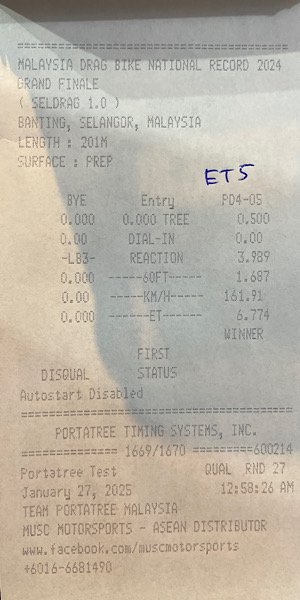 ================================
MALAYSIA DRAG BIKE NATIONAL RECORD 2024
GRAND FINALE
( SELDRAG 1.0 )
BANTING, SELANGOR, MALAYSIA
LENGTH : 201M
SURFACE : PREP
ET5
BYE Entry PD4-05
0.000 0.000 TREE 0.500
0.00 DIAL-IN 0.00
-LB3- REACTION 3.989
0.000 ------60FT------ 1.687
0.00 ------KM/H------ 161.91
0.000 -------ET------- 6.774
WINNER
FIRST
DISQUAL STATUS
Autostart Disabled
================================
PORTATREE TIMING SYSTEMS, INC.
============== 1669/1670 ========600214
Portatree Test QUAL RND 27
January 27, 2025 12:58:26 AM
TEAM PORTATREE MALAYSIA
MUSC MOTORSPORTS - ASEAN DISTRIBUTOR
www.facebook.com/muscmotorsports
+6016-6681490